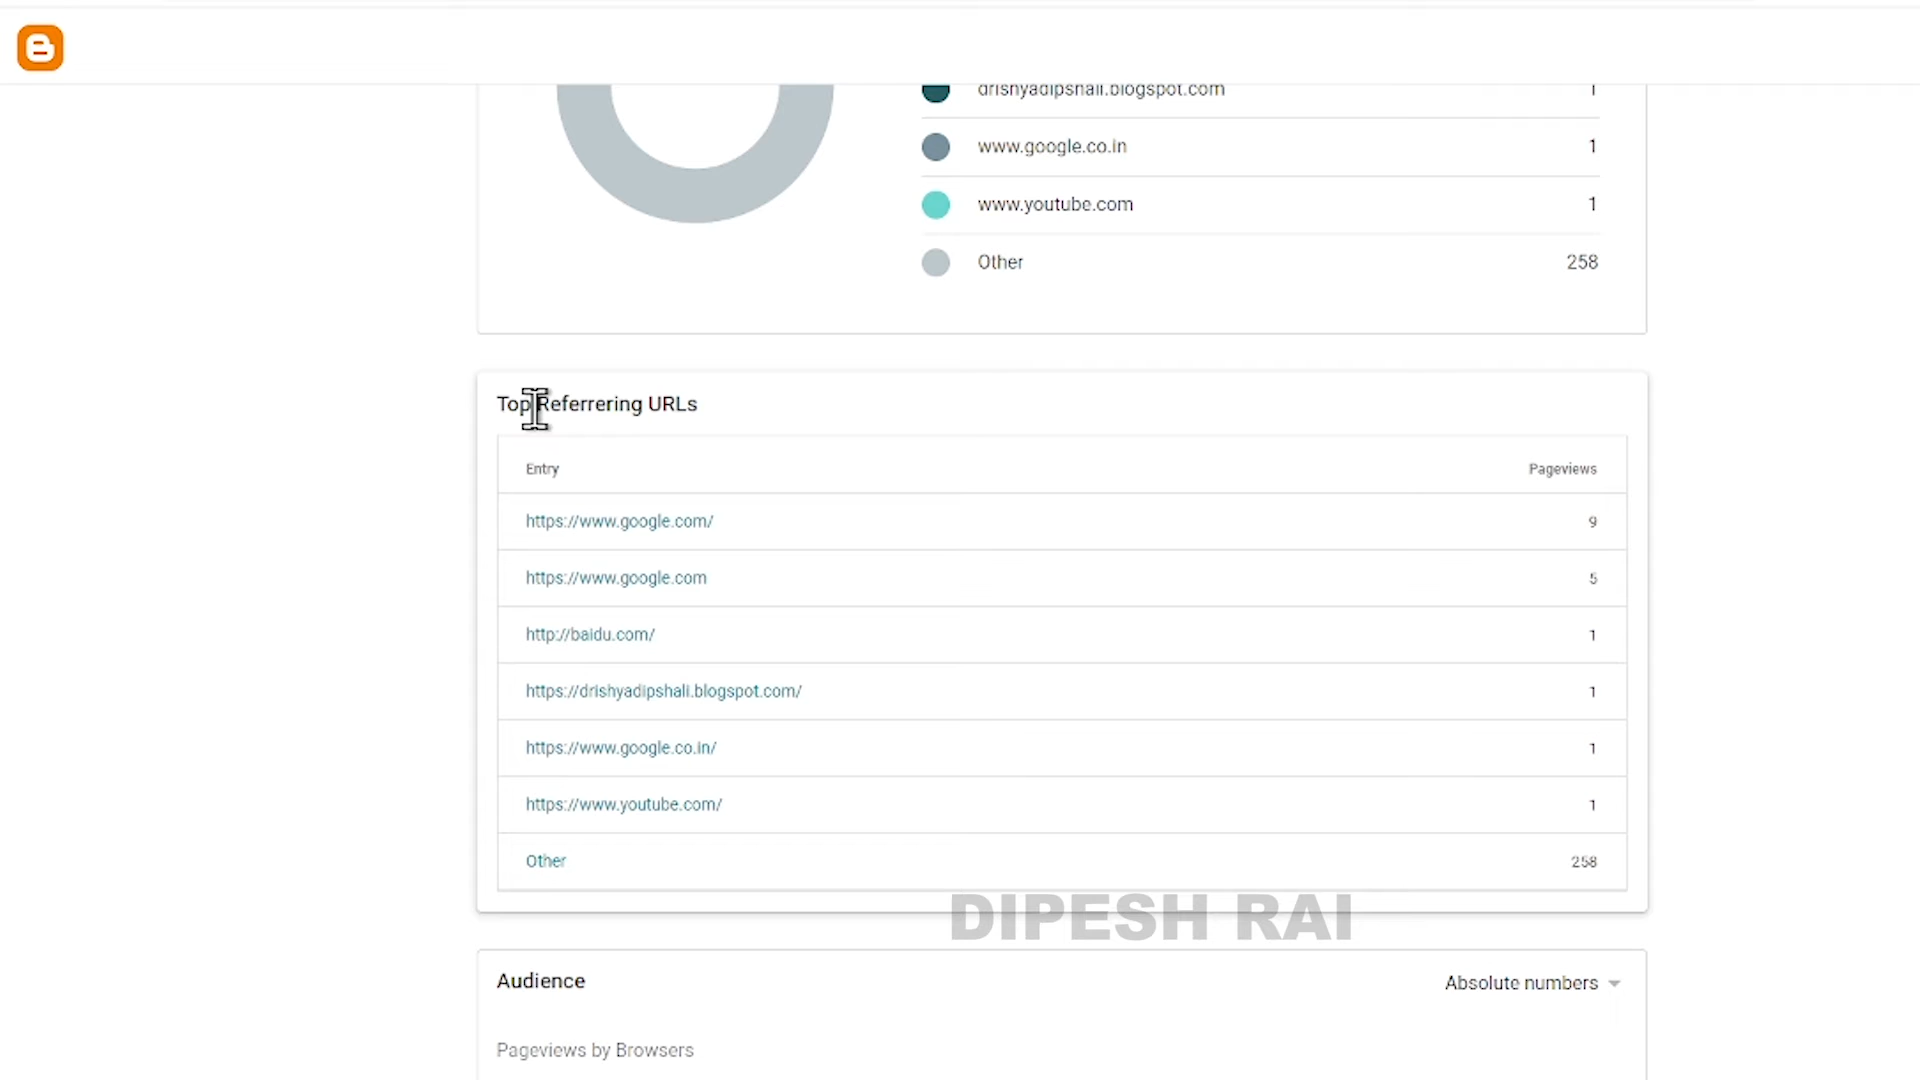 drishyadipshali.blogspot.com 1
www.google.co.in 1
www.youtube.com 1
Other 258
Top Referrering URLs
Entry Pageviews
https://www.google.com/ 9
https://www.google.com 5
http://baidu.com/ 1
https://drishyadipshali.blogspot.com/ 1
https://www.google.co.in/ 1
https://www.youtube.com/ 1
Other 258
DIPESH RAI
Audience Absolute numbers
Pageviews by Browsers